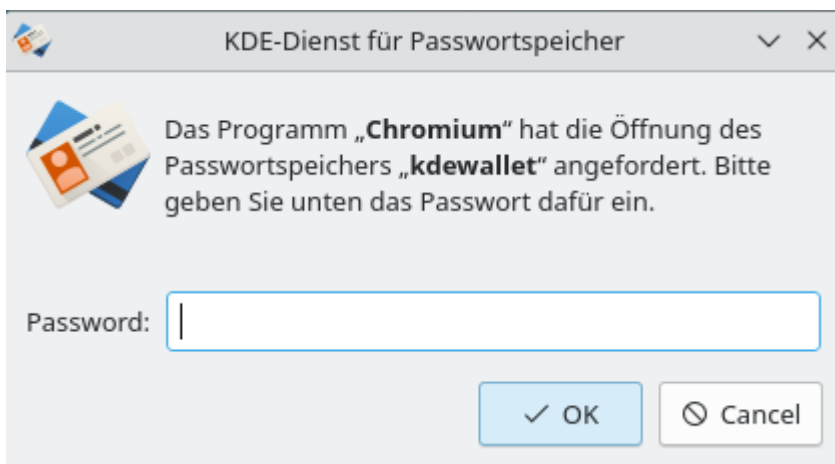 KDE-Dienst für Passwortspeicher
Das Programm „Chromium“ hat die Öffnung des
Passwortspeichers „kdewallet“ angefordert. Bitte
geben Sie unten das Passwort dafür ein.
Password:
OK
Cancel